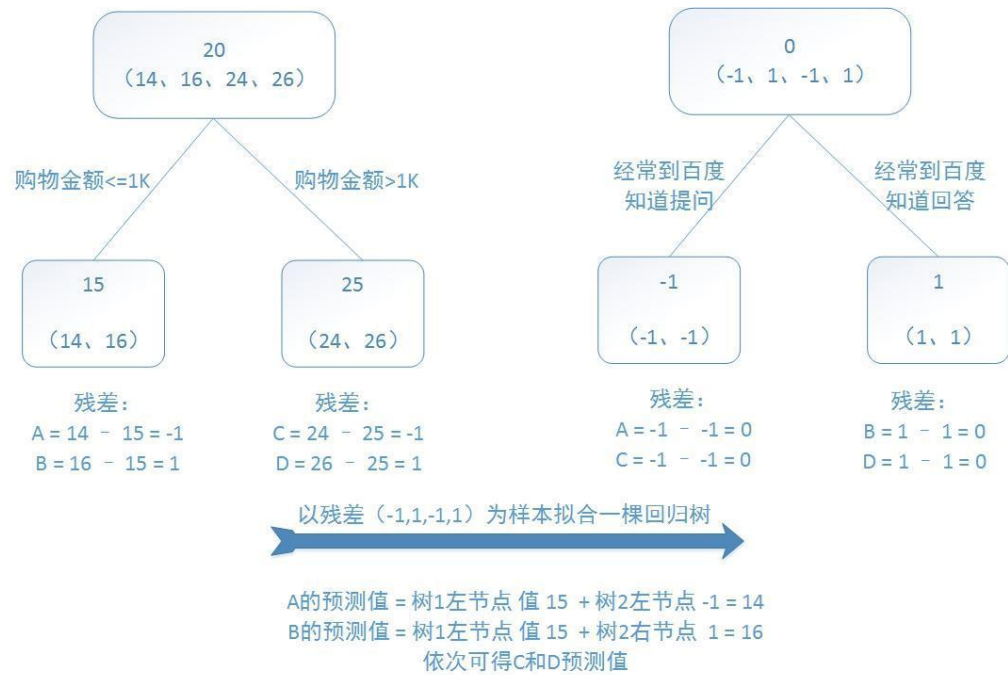 20
（14、16、24、26）
购物金额<=1K
购物金额>1K
15
（14、16）
25
（24、26）
残差：
A = 14 － 15 = -1
B = 16 － 15 = 1
残差：
C = 24 － 25 = -1
D = 26 － 25 = 1
0
（-1、1、-1、1）
经常到百度
知道提问
经常到百度
知道回答
-1
（-1、-1）
1
（1、1）
残差：
A = -1 － -1 = 0
C = -1 － -1 = 0
残差：
B = 1 － 1 = 0
D = 1 － 1 = 0
以残差（-1,1,-1,1）为样本拟合一棵回归树
A的预测值 = 树1左节点 值 15 + 树2左节点 -1 = 14
B的预测值 = 树1左节点 值 15 + 树2右节点 1 = 16
依次可得C和D预测值